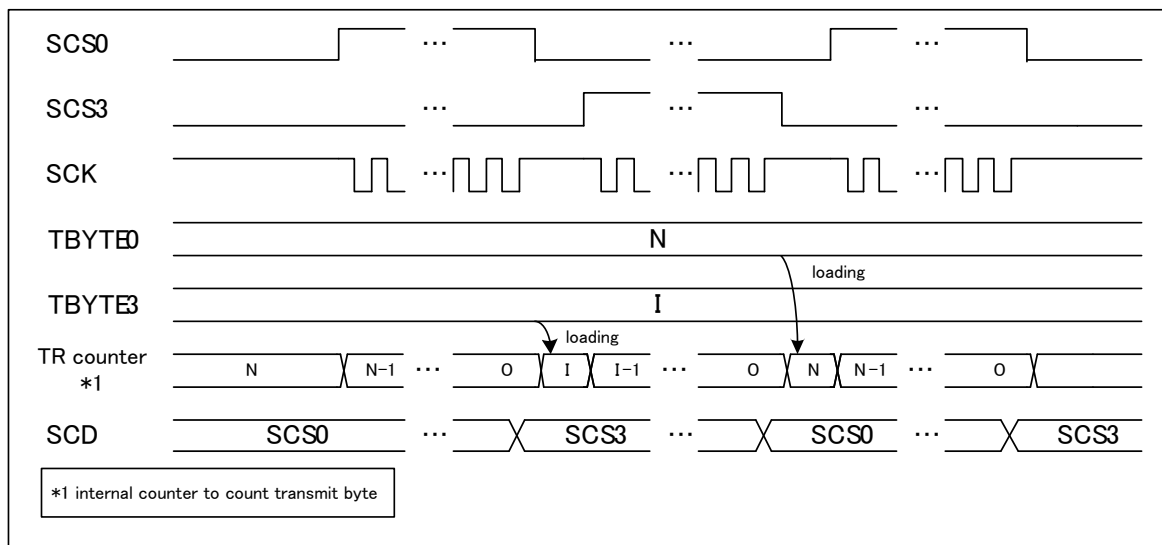 SCS0 ... ... ...
SCS3 ... ... ...
SCK ... ... ...
TBYTE0 N
loading
TBYTE3 I
loading
TR counter N N-1 ... 0 I I-1 ... 0 N N-1 ... 0
*1
SCD SCS0 ... SCS3 ... SCS0 ... SCS3
*1 internal counter to count transmit byte